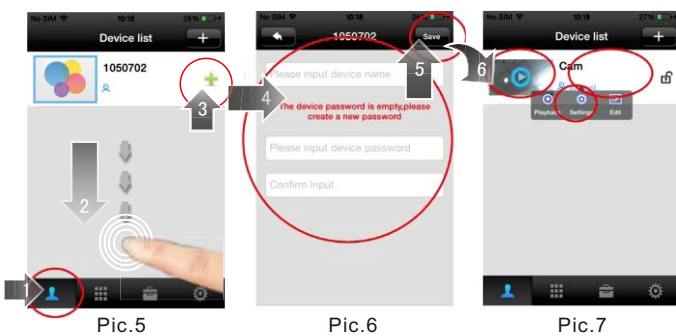 No SIM 10:18 26%
Device list
+
1050702
1
2
3
Pic.5
No SIM 10:18
1050702
Save
Please input device name
The device password is empty,please
create a new password
Please input device password
Confirm Input
4
5
Pic.6
No SIM 10:18 27%
Device list
+
6
Cam
Playback Settings Edit
Pic.7